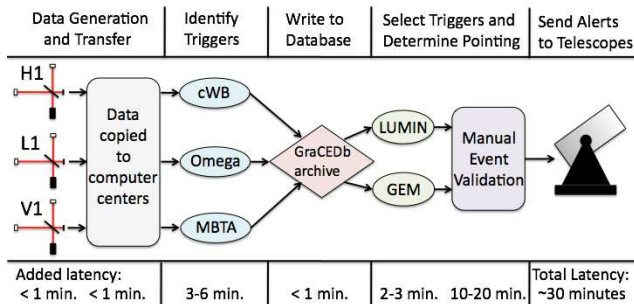 Data Generation
and Transfer
Identify
Triggers
Write to
Database
Select Triggers and
Determine Pointing
Send Alerts
to Telescopes
H1
L1
V1
Data
copied
to
computer
centers
cWB
Omega
MBTA
GraCEDb
archive
LUMIN
GEM
Manual
Event
Validation
Added latency:
< 1 min. < 1 min.
3-6 min.
< 1 min.
2-3 min. 10-20 min.
Total Latency:
~30 minutes